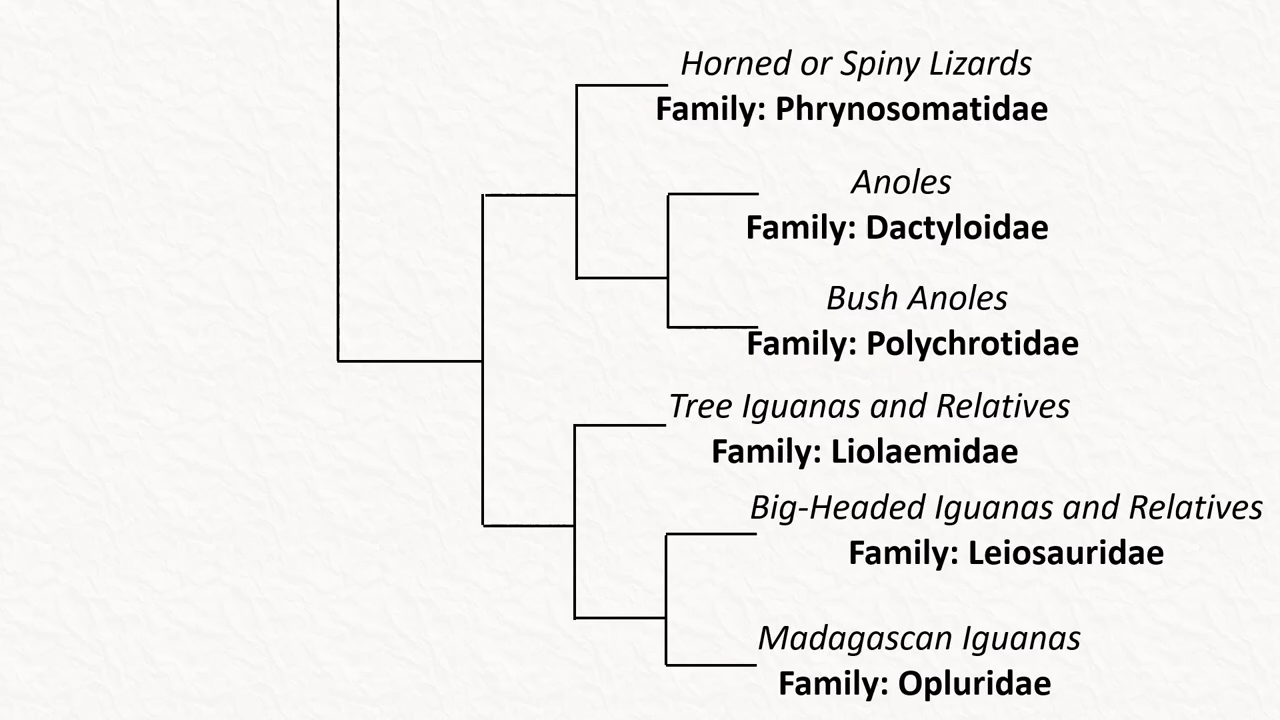 Horned or Spiny Lizards
Family: Phrynosomatidae
Anoles
Family: Dactyloidae
Bush Anoles
Family: Polychrotidae
Tree Iguanas and Relatives
Family: Liolaemidae
Big-Headed Iguanas and Relatives
Family: Leiosauridae
Madagascan Iguanas
Family: Opluridae